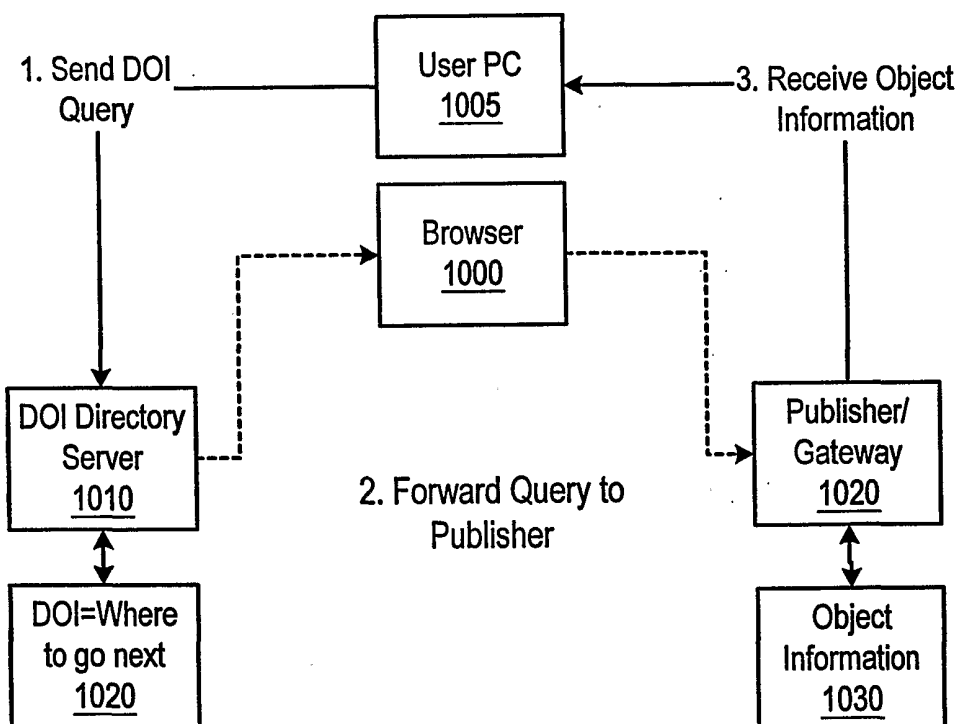 1. Send DOI
Query
User PC
1005
3. Receive Object
Information
Browser
1000
DOI Directory
Server
1010
2. Forward Query to
Publisher
Publisher/
Gateway
1020
DOI=Where
to go next
1020
Object
Information
1030